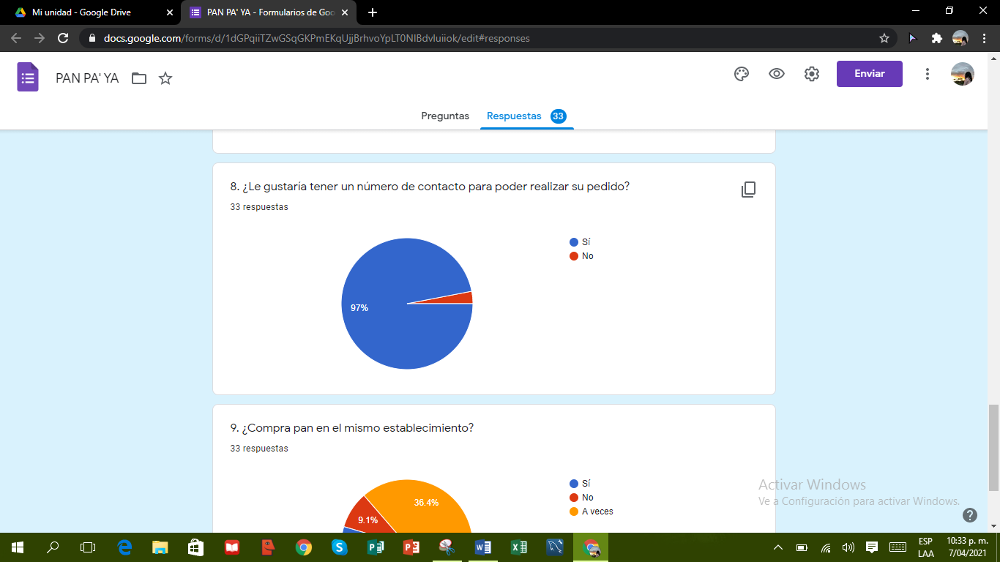 Mi unidad - Google Drive
PAN PA' YA - Formularios de Goo
docs.google.com/forms/d/1dGPqiiTZwGSqGKPmEKqUjjBrhvoYpLT0NIBdvluiiok/edit#responses
PAN PA' YA
Enviar
Preguntas
Respuestas 33
8. ¿Le gustaría tener un número de contacto para poder realizar su pedido?
33 respuestas
Sí
No
97%
9. ¿Compra pan en el mismo establecimiento?
33 respuestas
Sí
No
A veces
36.4%
9.1%
Activar Windows
Ve a Configuración para activar Windows.
ESP
LAA
10:33 p. m.
7/04/2021